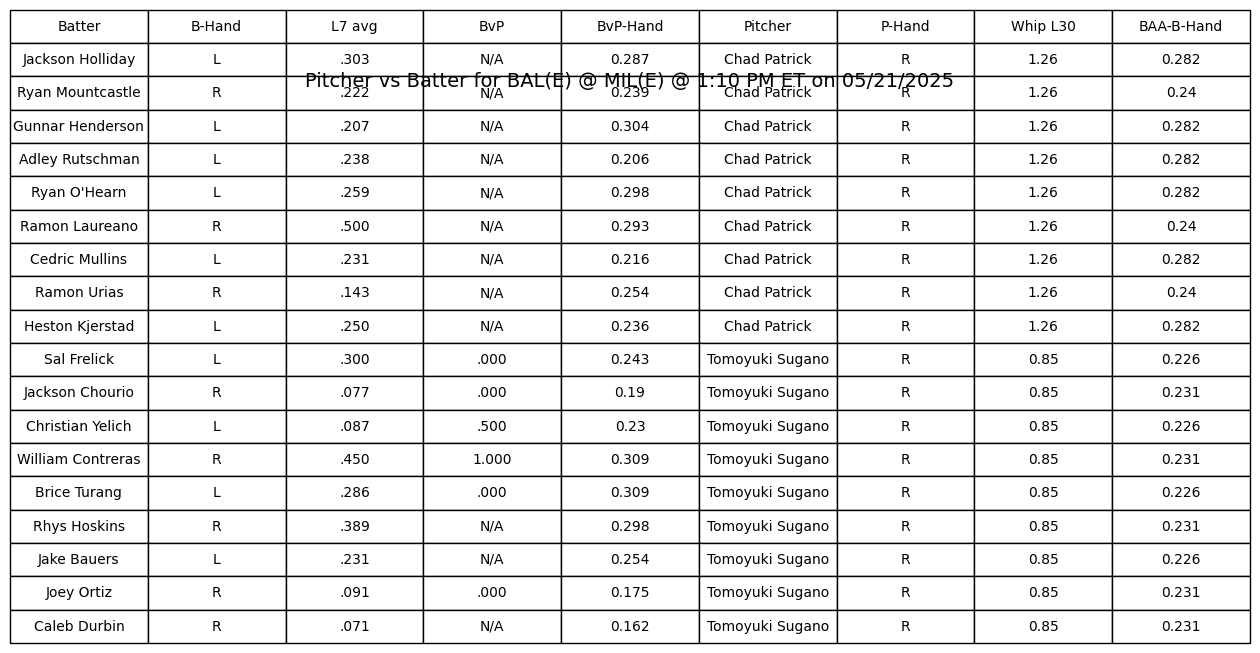 Batter B-Hand L7 avg BvP BvP-Hand Pitcher P-Hand Whip L30 BAA-B-Hand
Jackson Holliday L .303 N/A 0.287 Chad Patrick R 1.26 0.282
Pitcher vs Batter for BAL(E) @ MIL(E) @ 1:10 PM ET on 05/21/2025
Ryan Mountcastle R .222 N/A 0.239 Chad Patrick R 1.26 0.24
Gunnar Henderson L .207 N/A 0.304 Chad Patrick R 1.26 0.282
Adley Rutschman L .238 N/A 0.206 Chad Patrick R 1.26 0.282
Ryan O'Hearn L .259 N/A 0.298 Chad Patrick R 1.26 0.282
Ramon Laureano R .500 N/A 0.293 Chad Patrick R 1.26 0.24
Cedric Mullins L .231 N/A 0.216 Chad Patrick R 1.26 0.282
Ramon Urias R .143 N/A 0.254 Chad Patrick R 1.26 0.24
Heston Kjerstad L .250 N/A 0.236 Chad Patrick R 1.26 0.282
Sal Frelick L .300 .000 0.243 Tomoyuki Sugano R 0.85 0.226
Jackson Chourio R .077 .000 0.19 Tomoyuki Sugano R 0.85 0.231
Christian Yelich L .087 .500 0.23 Tomoyuki Sugano R 0.85 0.226
William Contreras R .450 1.000 0.309 Tomoyuki Sugano R 0.85 0.231
Brice Turang L .286 .000 0.309 Tomoyuki Sugano R 0.85 0.226
Rhys Hoskins R .389 N/A 0.298 Tomoyuki Sugano R 0.85 0.231
Jake Bauers L .231 N/A 0.254 Tomoyuki Sugano R 0.85 0.226
Joey Ortiz R .091 .000 0.175 Tomoyuki Sugano R 0.85 0.231
Caleb Durbin R .071 N/A 0.162 Tomoyuki Sugano R 0.85 0.231